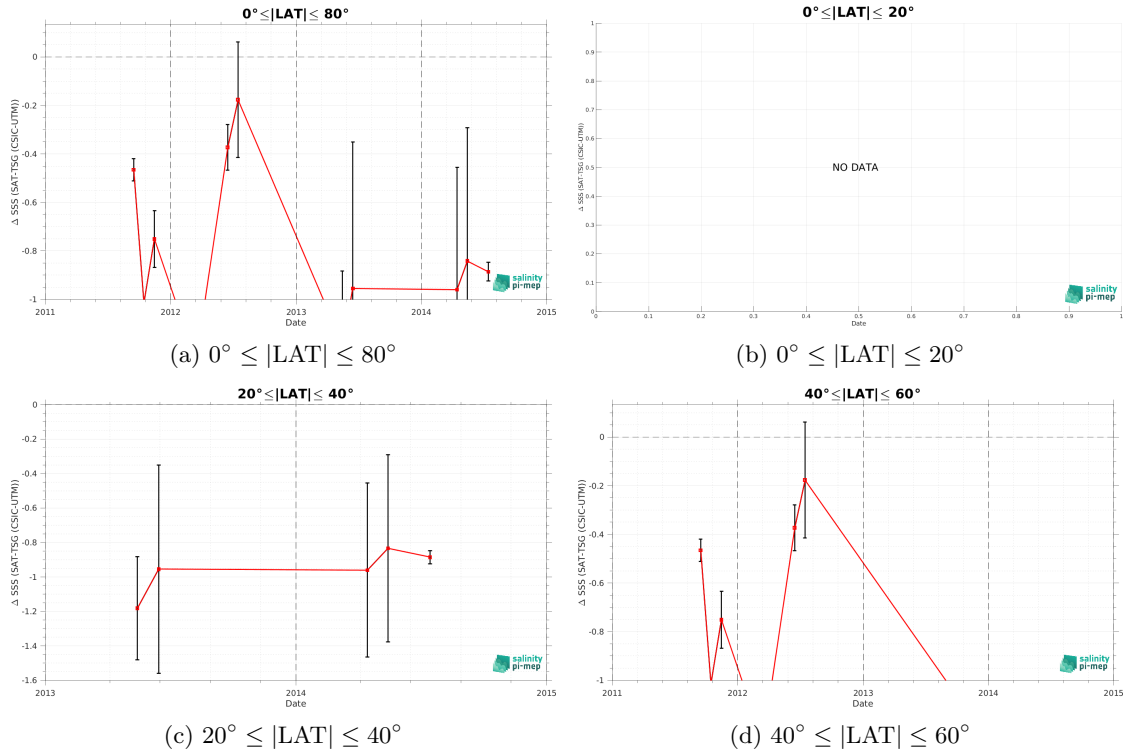 0°≤|LAT|≤ 80°
Δ SSS (SAT-TSG (CSIC-UTM))
0
-0.2
-0.4
-0.6
-0.8
-1
2011
2012
2013
2014
2015
Date
salinity
pi-mep
(a) 0° ≤ |LAT| ≤ 80°
0°≤|LAT|≤ 20°
Δ SSS (SAT-TSG (CSIC-UTM))
1
0.9
0.8
0.7
0.6
0.5
0.4
0.3
0.2
0.1
0
NO DATA
0
0.1
0.2
0.3
0.4
0.5
0.6
0.7
0.8
0.9
1
Date
salinity
pi-mep
(b) 0° ≤ |LAT| ≤ 20°
20°≤|LAT|≤ 40°
Δ SSS (SAT-TSG (CSIC-UTM))
0
-0.2
-0.4
-0.6
-0.8
-1
-1.2
-1.4
-1.6
2013
2014
2015
Date
salinity
pi-mep
(c) 20° ≤ |LAT| ≤ 40°
40°≤|LAT|≤ 60°
Δ SSS (SAT-TSG (CSIC-UTM))
0
-0.2
-0.4
-0.6
-0.8
-1
2011
2012
2013
2014
2015
Date
salinity
pi-mep
(d) 40° ≤ |LAT| ≤ 60°